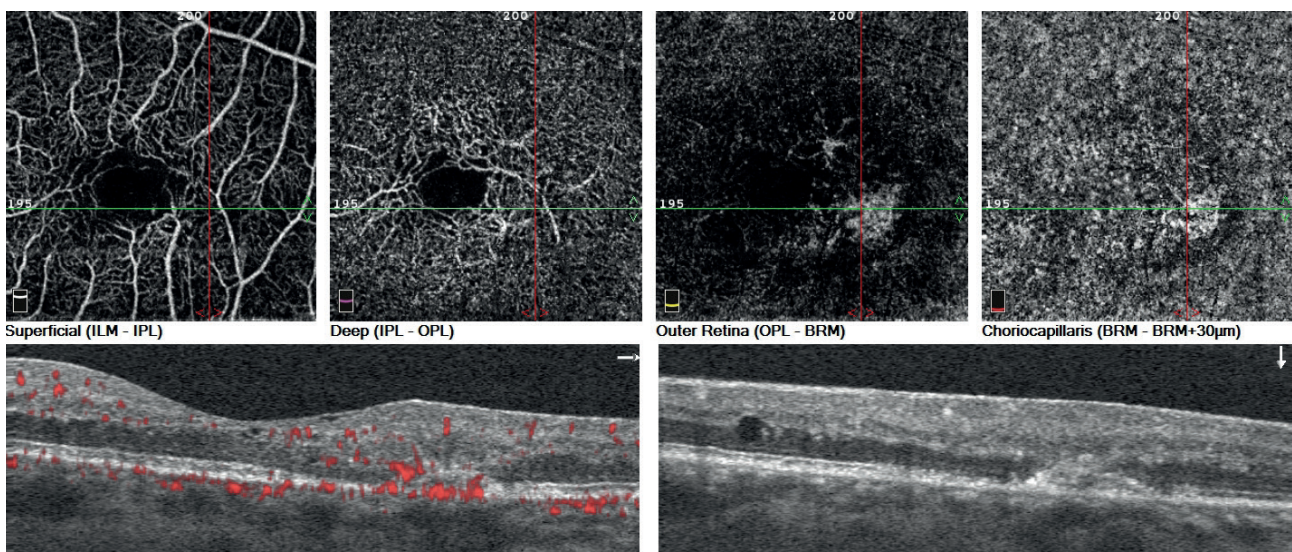 200 200 200 200
195 195 195 195
Superficial (ILM - IPL) Deep (IPL - OPL) Outer Retina (OPL - BRM) Choriocapillaris (BRM - BRM+30µm)